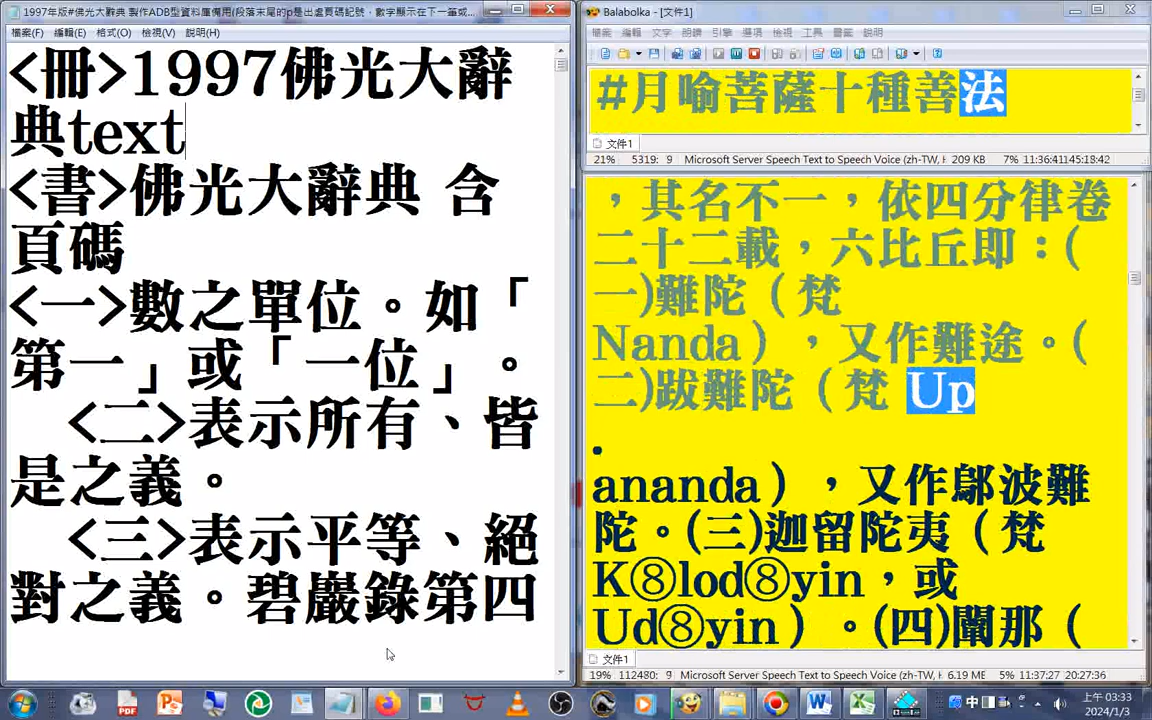 1997年版#佛光大辭典 製作ADB型資料庫備用(段落末尾的p是出處頁碼記號，數字顯示在下一筆或...
檔案(F) 編輯(E) 格式(O) 檢視(V) 說明(H)
<冊>1997佛光大辭
典text
<書>佛光大辭典 含
頁碼
<一>數之單位。如「
第一」或「一位」。
<二>表示所有、皆
是之義。
<三>表示平等、絕
對之義。碧巖錄第四
Balabolka - [文件1]
檔案 編輯 文字 朗讀 引擎 選項 檢視 工具 書籤 說明
#月喻菩薩十種善法
文件1
21% 5319: 9 Microsoft Server Speech Text to Speech Voice (zh-TW, H 209 KB 7% 11:36:41145:18:42
，其名不一，依四分律卷
二十二載，六比丘即：(
一)難陀（梵
Nanda），又作難途。(
二)跋難陀（梵 Up
.
ananda），又作鄔波難
陀。(三)迦留陀夷（梵
K⑧lod⑧yin，或
Ud⑧yin）。(四)闡那（
文件1
19% 112480: 9 Microsoft Server Speech Text to Speech Voice (zh-TW, H 6.19 ME 5% 11:37:27 20:27:36
PDF
中
上午 03:33
2024/1/3